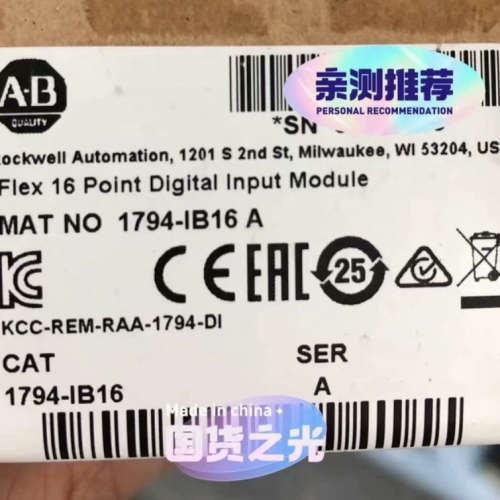 A·B
QUALITY
亲测推荐
PERSONAL RECOMMENDATION
*SN
Rockwell Automation, 1201 S 2nd St, Milwaukee, WI 53204, US
Flex 16 Point Digital Input Module
MAT NO 1794-IB16 A
CE EAC 25
KCC-REM-RAA-1794-DI
CAT
SER
1794-IB16
A
Made in china
国货之光